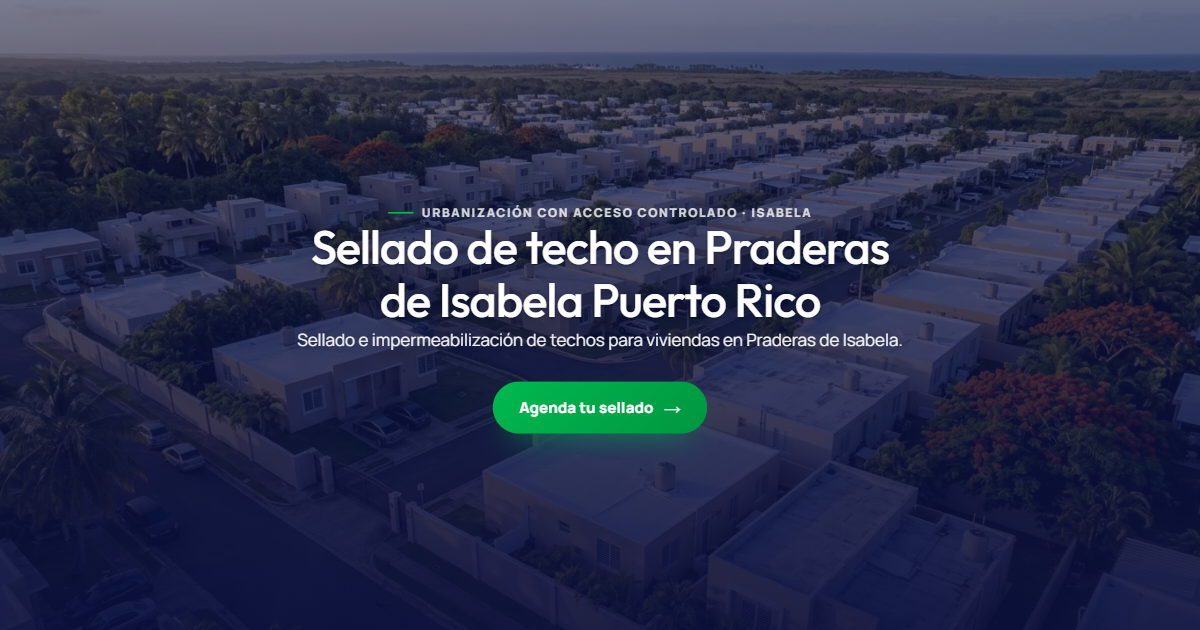 URBANIZACIÓN CON ACCESO CONTROLADO · ISABELA
Sellado de techo en Praderas
de Isabela Puerto Rico
Sellado e impermeabilización de techos para viviendas en Praderas de Isabela.
Agenda tu sellado →